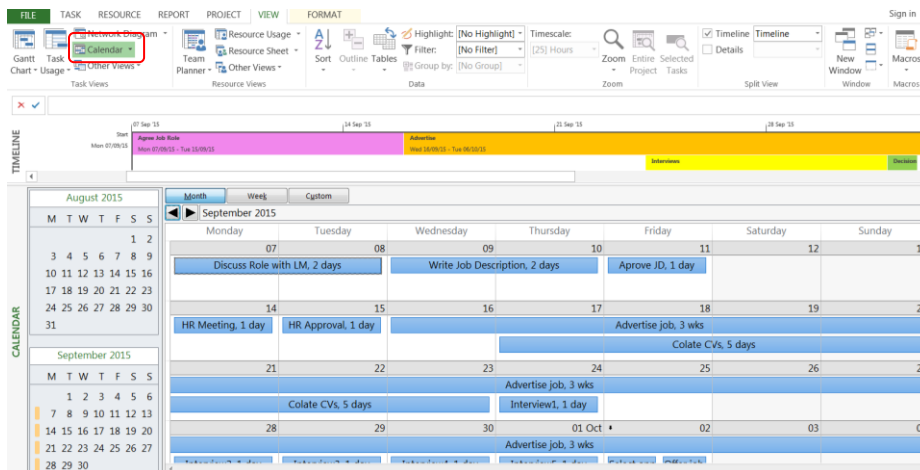 FILE TASK RESOURCE REPORT PROJECT VIEW FORMAT Sign in
Network Diagram Resource Usage Highlight: [No Highlight] Timescale: Timeline Timeline
Calendar Resource Sheet Filter: [No Filter] [25] Hours Details
Gantt Chart Task Usage Other Views Team Planner Other Views Sort Outline Tables Group by: [No Group] Zoom Entire Project Selected Tasks New Window Macros
Task Views Resource Views Data Zoom Split View Window Macros
TIMELINE
07 Sep '15 14 Sep '15 21 Sep '15 28 Sep '15
Start
Mon 07/09/15
Agree Job Role Advertise
Mon 07/09/15 - Tue 15/09/15 Wed 16/09/15 - Tue 06/10/15
Interviews Decision
CALENDAR
August 2015
M T W T F S S
1 2
3 4 5 6 7 8 9
10 11 12 13 14 15 16
17 18 19 20 21 22 23
24 25 26 27 28 29 30
31
September 2015
M T W T F S S
1 2 3 4 5 6
7 8 9 10 11 12 13
14 15 16 17 18 19 20
21 22 23 24 25 26 27
28 29 30
Month Week Custom
September 2015
Monday Tuesday Wednesday Thursday Friday Saturday Sunday
07 08 09 10 11 12
Discuss Role with LM, 2 days Write Job Description, 2 days Aprove JD, 1 day
14 15 16 17 18 19
HR Meeting, 1 day HR Approval, 1 day Advertise job, 3 wks
Colate CVs, 5 days
21 22 23 24 25 26
Advertise job, 3 wks
Colate CVs, 5 days Interview1, 1 day
28 29 30 01 Oct 02 03
Advertise job, 3 wks